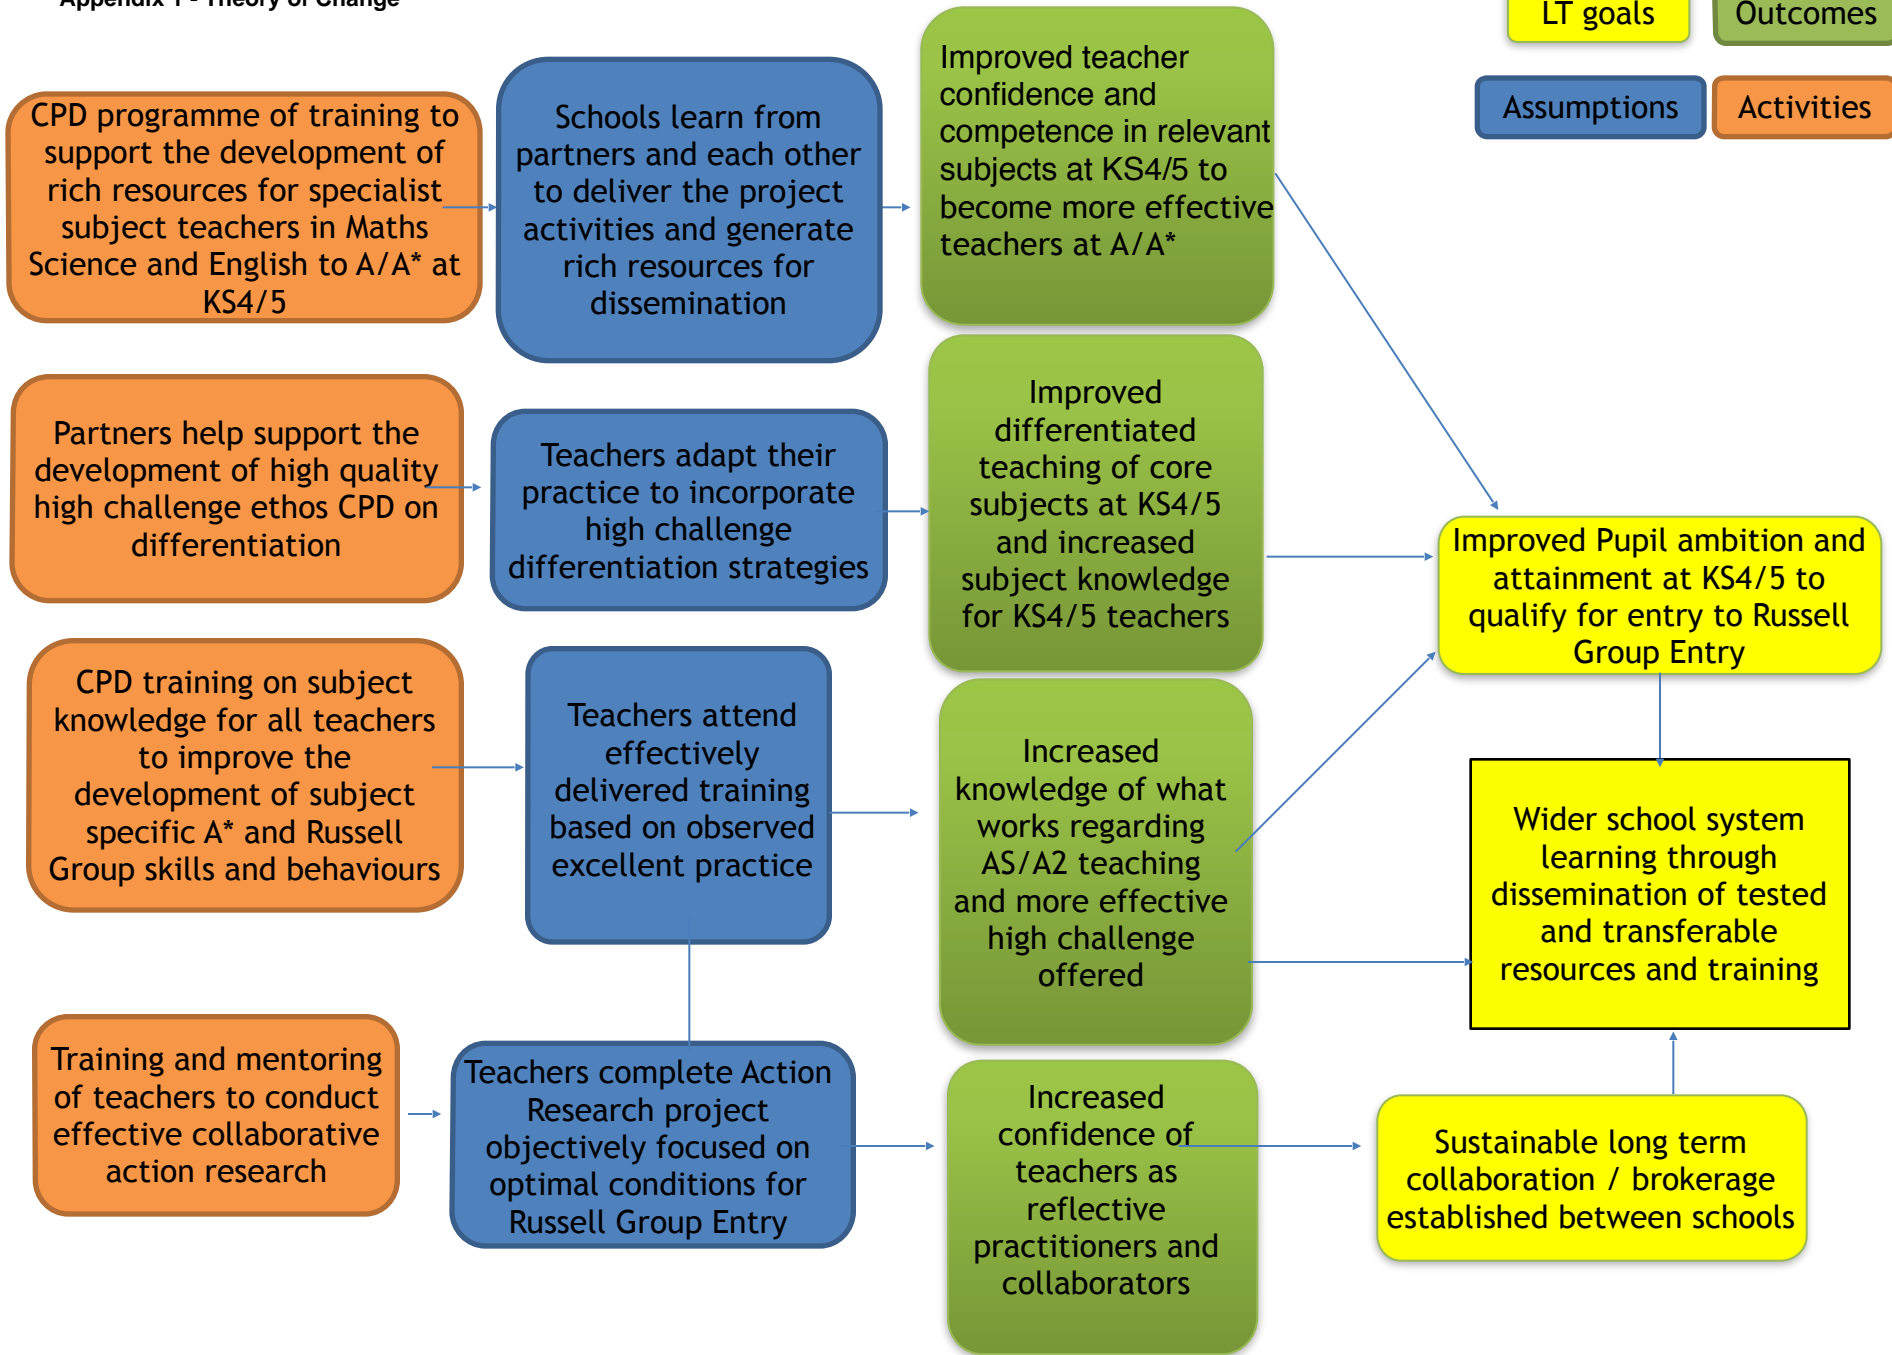 Appendix 1 - Theory of Change
LT goals
Outcomes
Assumptions
Activities
CPD programme of training to
support the development of
rich resources for specialist
subject teachers in Maths
Science and English to A/A* at
KS4/5
Schools learn from
partners and each other
to deliver the project
activities and generate
rich resources for
dissemination
Improved teacher
confidence and
competence in relevant
subjects at KS4/5 to
become more effective
teachers at A/A*
Partners help support the
development of high quality
high challenge ethos CPD on
differentiation
Teachers adapt their
practice to incorporate
high challenge
differentiation strategies
Improved
differentiated
teaching of core
subjects at KS4/5
and increased
subject knowledge
for KS4/5 teachers
Improved Pupil ambition and
attainment at KS4/5 to
qualify for entry to Russell
Group Entry
CPD training on subject
knowledge for all teachers
to improve the
development of subject
specific A* and Russell
Group skills and behaviours
Teachers attend
effectively
delivered training
based on observed
excellent practice
Increased
knowledge of what
works regarding
AS/A2 teaching
and more effective
high challenge
offered
Wider school system
learning through
dissemination of tested
and transferable
resources and training
Training and mentoring
of teachers to conduct
effective collaborative
action research
Teachers complete Action
Research project
objectively focused on
optimal conditions for
Russell Group Entry
Increased
confidence of
teachers as
reflective
practitioners and
collaborators
Sustainable long term
collaboration / brokerage
established between schools